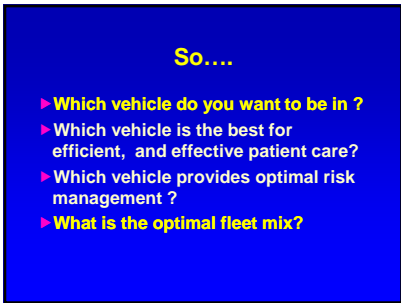 So....
Which vehicle do you want to be in ?
Which vehicle is the best for
efficient, and effective patient care?
Which vehicle provides optimal risk
management ?
What is the optimal fleet mix?